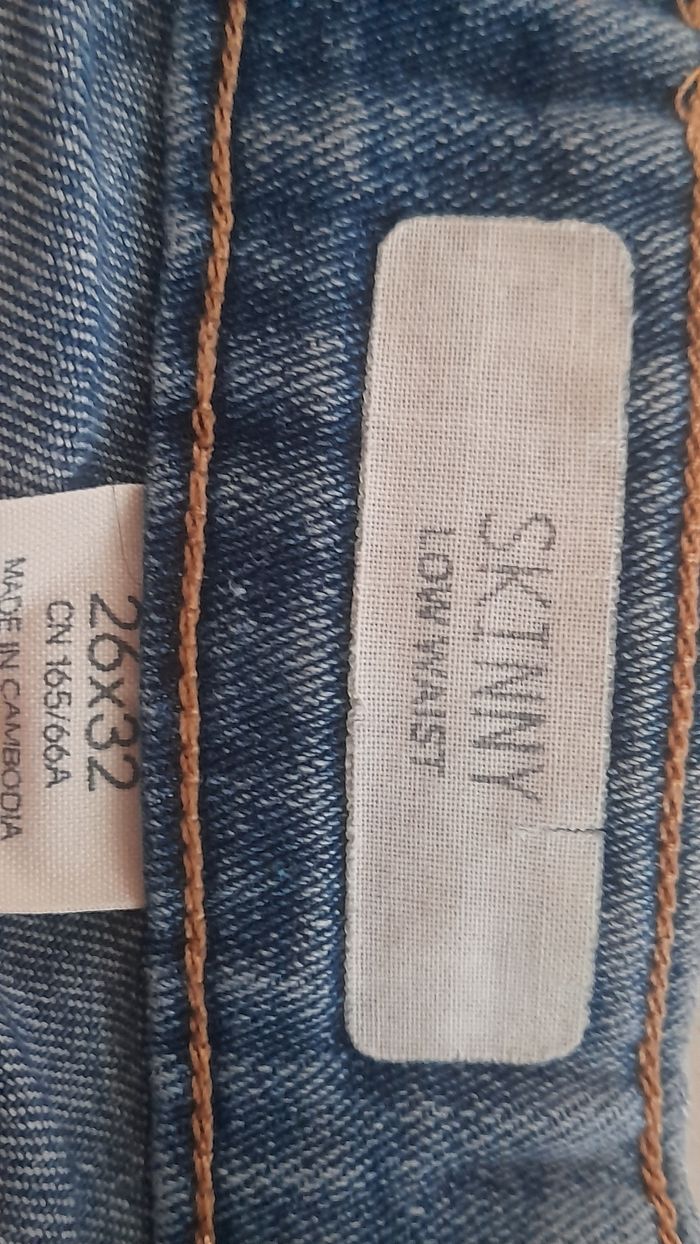 SKINNY
LOW WAIST
26x32
CN 165/66A
MADE IN CAMBODIA